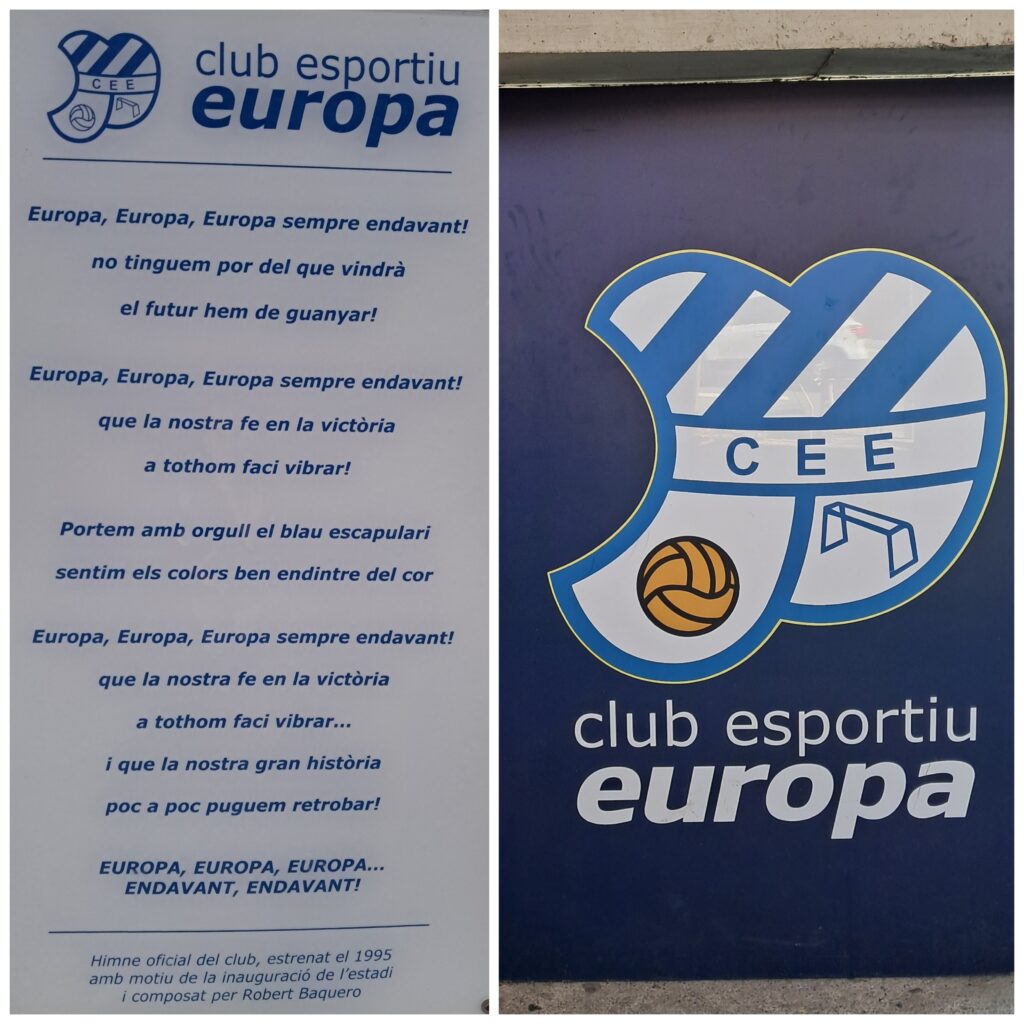 CEE
club esportiu
europa
Europa, Europa, Europa sempre endavant!
no tinguem por del que vindrà
el futur hem de guanyar!
Europa, Europa, Europa sempre endavant!
que la nostra fe en la victòria
a tothom faci vibrar!
Portem amb orgull el blau escapulari
sentim els colors ben endintre del cor
Europa, Europa, Europa sempre endavant!
que la nostra fe en la victòria
a tothom faci vibrar...
i que la nostra gran història
poc a poc puguem retrobar!
EUROPA, EUROPA, EUROPA...
ENDAVANT, ENDAVANT!
Himne oficial del club, estrenat el 1995
amb motiu de la inauguració de l'estadi
i composat per Robert Baquero
CEE
club esportiu
europa